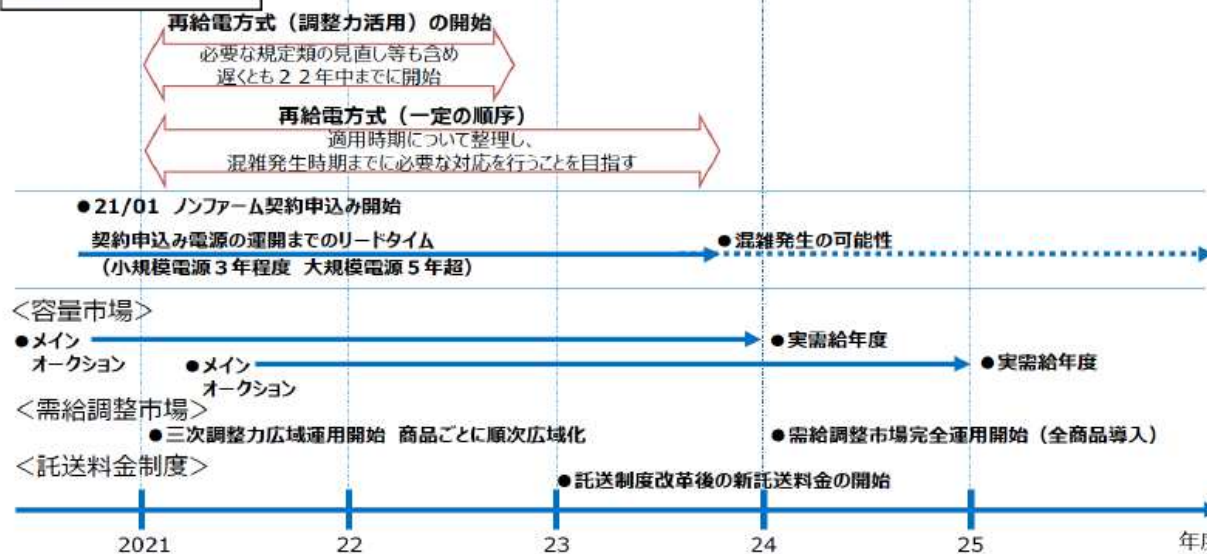 再給電方式（調整力活用）の開始
必要な規定類の見直し等も含め
遅くとも２２年中までに開始
再給電方式（一定の順序）
適用時期について整理し、
混雑発生時期までに必要な対応を行うことを目指す
●21/01 ノンファーム契約申込み開始
契約申込み電源の運開までのリードタイム
（小規模電源３年程度 大規模電源５年超）
●混雑発生の可能性
＜容量市場＞
●メイン
オークション
●実需給年度
●メイン
オークション
●実需給年度
＜需給調整市場＞
●三次調整力広域運用開始 商品ごとに順次広域化
●需給調整市場完全運用開始（全商品導入）
＜託送料金制度＞
●託送制度改革後の新託送料金の開始
2021 22 23 24 25 年度